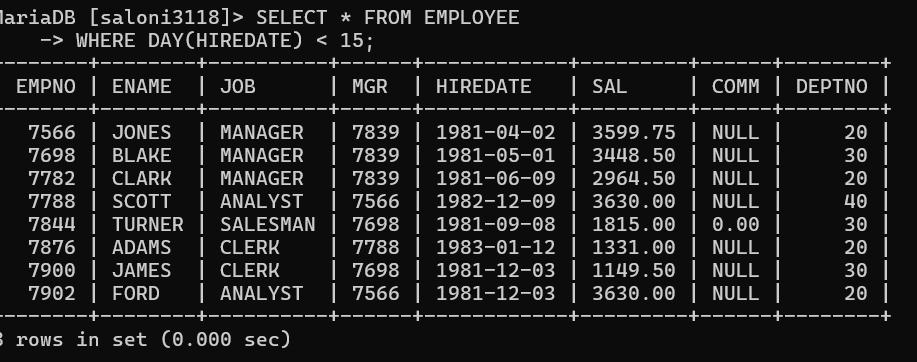 MariaDB [saloni3118]> SELECT * FROM EMPLOYEE
    -> WHERE DAY(HIREDATE) < 15;
-------+--------+----------+------+------------+---------+------+--------+
 EMPNO | ENAME  | JOB      | MGR  | HIREDATE   | SAL     | COMM | DEPTNO |
-------+--------+----------+------+------------+---------+------+--------+
  7566 | JONES  | MANAGER  | 7839 | 1981-04-02 | 3599.75 | NULL |     20 |
  7698 | BLAKE  | MANAGER  | 7839 | 1981-05-01 | 3448.50 | NULL |     30 |
  7782 | CLARK  | MANAGER  | 7839 | 1981-06-09 | 2964.50 | NULL |     20 |
  7788 | SCOTT  | ANALYST  | 7566 | 1982-12-09 | 3630.00 | NULL |     40 |
  7844 | TURNER | SALESMAN | 7698 | 1981-09-08 | 1815.00 | 0.00 |     30 |
  7876 | ADAMS  | CLERK    | 7788 | 1983-01-12 | 1331.00 | NULL |     20 |
  7900 | JAMES  | CLERK    | 7698 | 1981-12-03 | 1149.50 | NULL |     30 |
  7902 | FORD   | ANALYST  | 7566 | 1981-12-03 | 3630.00 | NULL |     20 |
-------+--------+----------+------+------------+---------+------+--------+
8 rows in set (0.000 sec)